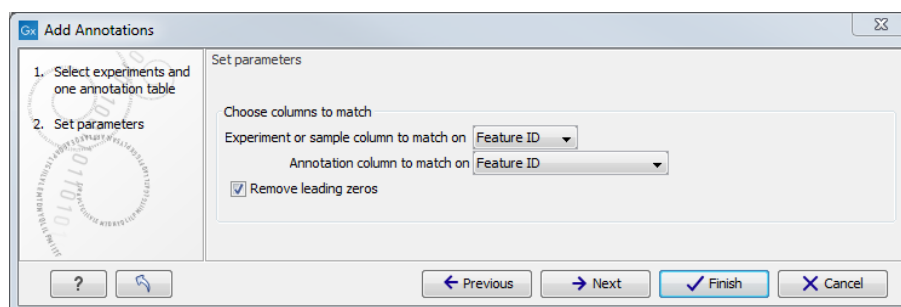 Gx Add Annotations
1. Select experiments and
one annotation table
2. Set parameters
Set parameters
Choose columns to match
Experiment or sample column to match on Feature ID
Annotation column to match on Feature ID
Remove leading zeros
?
Previous
Next
Finish
Cancel